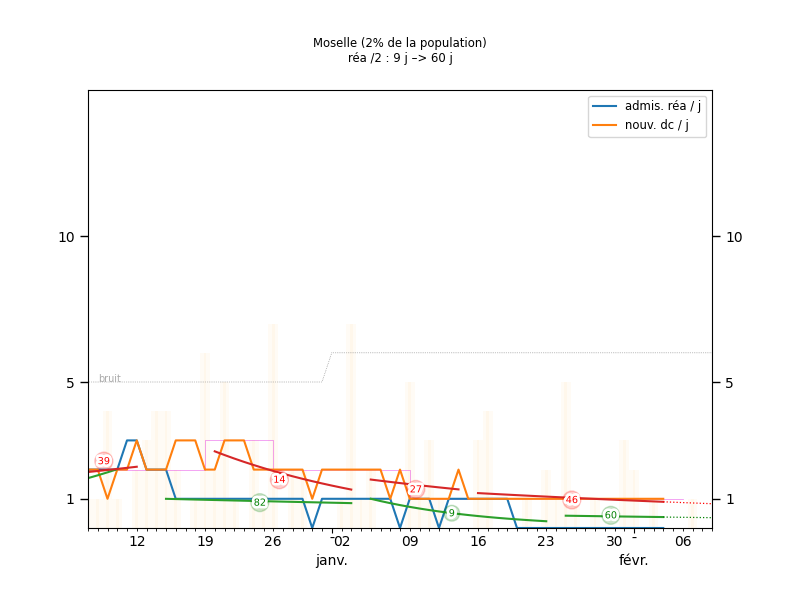 Moselle (2% de la population)
réa /2 : 9 j –> 60 j
admis. réa / j
nouv. dc / j
10 10
5 5
bruit
39
14
27
46
82
9
60
1 1
12 19 26 02 09 16 23 30 06
janv. févr.